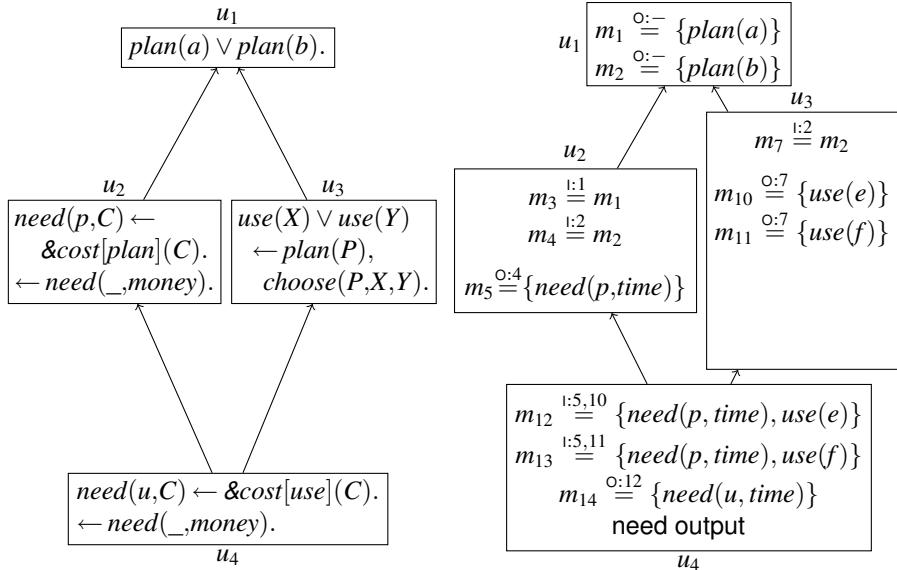 u₁
plan(a) ∨ plan(b).
u₂
need(p,C) ←
&cost[plan](C).
← need(_,money).
u₃
use(X) ∨ use(Y)
← plan(P),
choose(P,X,Y).
need(u,C) ← &cost[use](C).
← need(_,money).
u₄
u₁
m₁ O:− = {plan(a)}
m₂ O:− = {plan(b)}
u₂
m₃ I:1 = m₁
m₄ I:2 = m₂
m₅ O:4 = {need(p,time)}
u₃
m₇ I:2 = m₂
m₁₀ O:7 = {use(e)}
m₁₁ O:7 = {use(f)}
m₁₂ I:5,10 = {need(p,time),use(e)}
m₁₃ I:5,11 = {need(p,time),use(f)}
m₁₄ O:12 = {need(u,time)}
need output
u₄